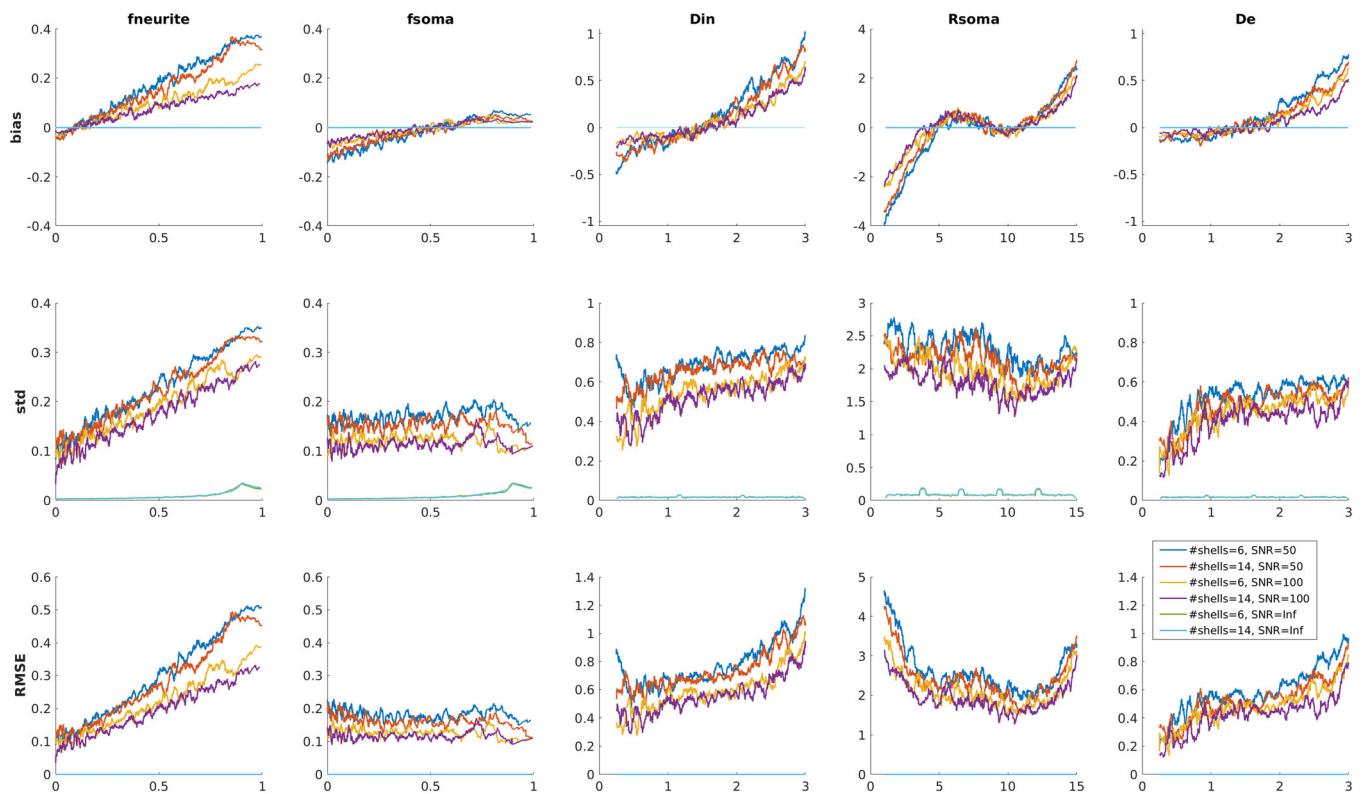 fneurite fsoma Din Rsoma De
bias
0.4 0.4 1 4 1
0.2 0.2 0.5 2 0.5
0 0 0 0 0
-0.2 -0.2 -0.5 -2 -0.5
-0.4 -0.4 -1 -4 -1
0 0.5 1 0 0.5 1 0 1 2 3 0 5 10 15 0 1 2 3
std
0.4 0.4 1 3 1
0.3 0.3 0.8 2.5 0.8
0.2 0.2 0.6 2 0.6
0.1 0.1 0.4 1.5 0.4
0 0 0.2 1 0.2
0 0.5 0
0
0 0.5 1 0 0.5 1 0 1 2 3 0 5 10 15 0 1 2 3
#shells=6, SNR=50
#shells=14, SNR=50
#shells=6, SNR=100
#shells=14, SNR=100
#shells=6, SNR=Inf
#shells=14, SNR=Inf
RMSE
0.6 0.6 1.4 5 1.4
0.5 0.5 1.2 4 1.2
0.4 0.4 1 3 1
0.3 0.3 0.8 2 0.8
0.2 0.2 0.6 1 0.6
0.1 0.1 0.4 0 0.4
0 0 0.2 0.2
0 0
0 0.5 1 0 0.5 1 0 1 2 3 0 5 10 15 0 1 2 3